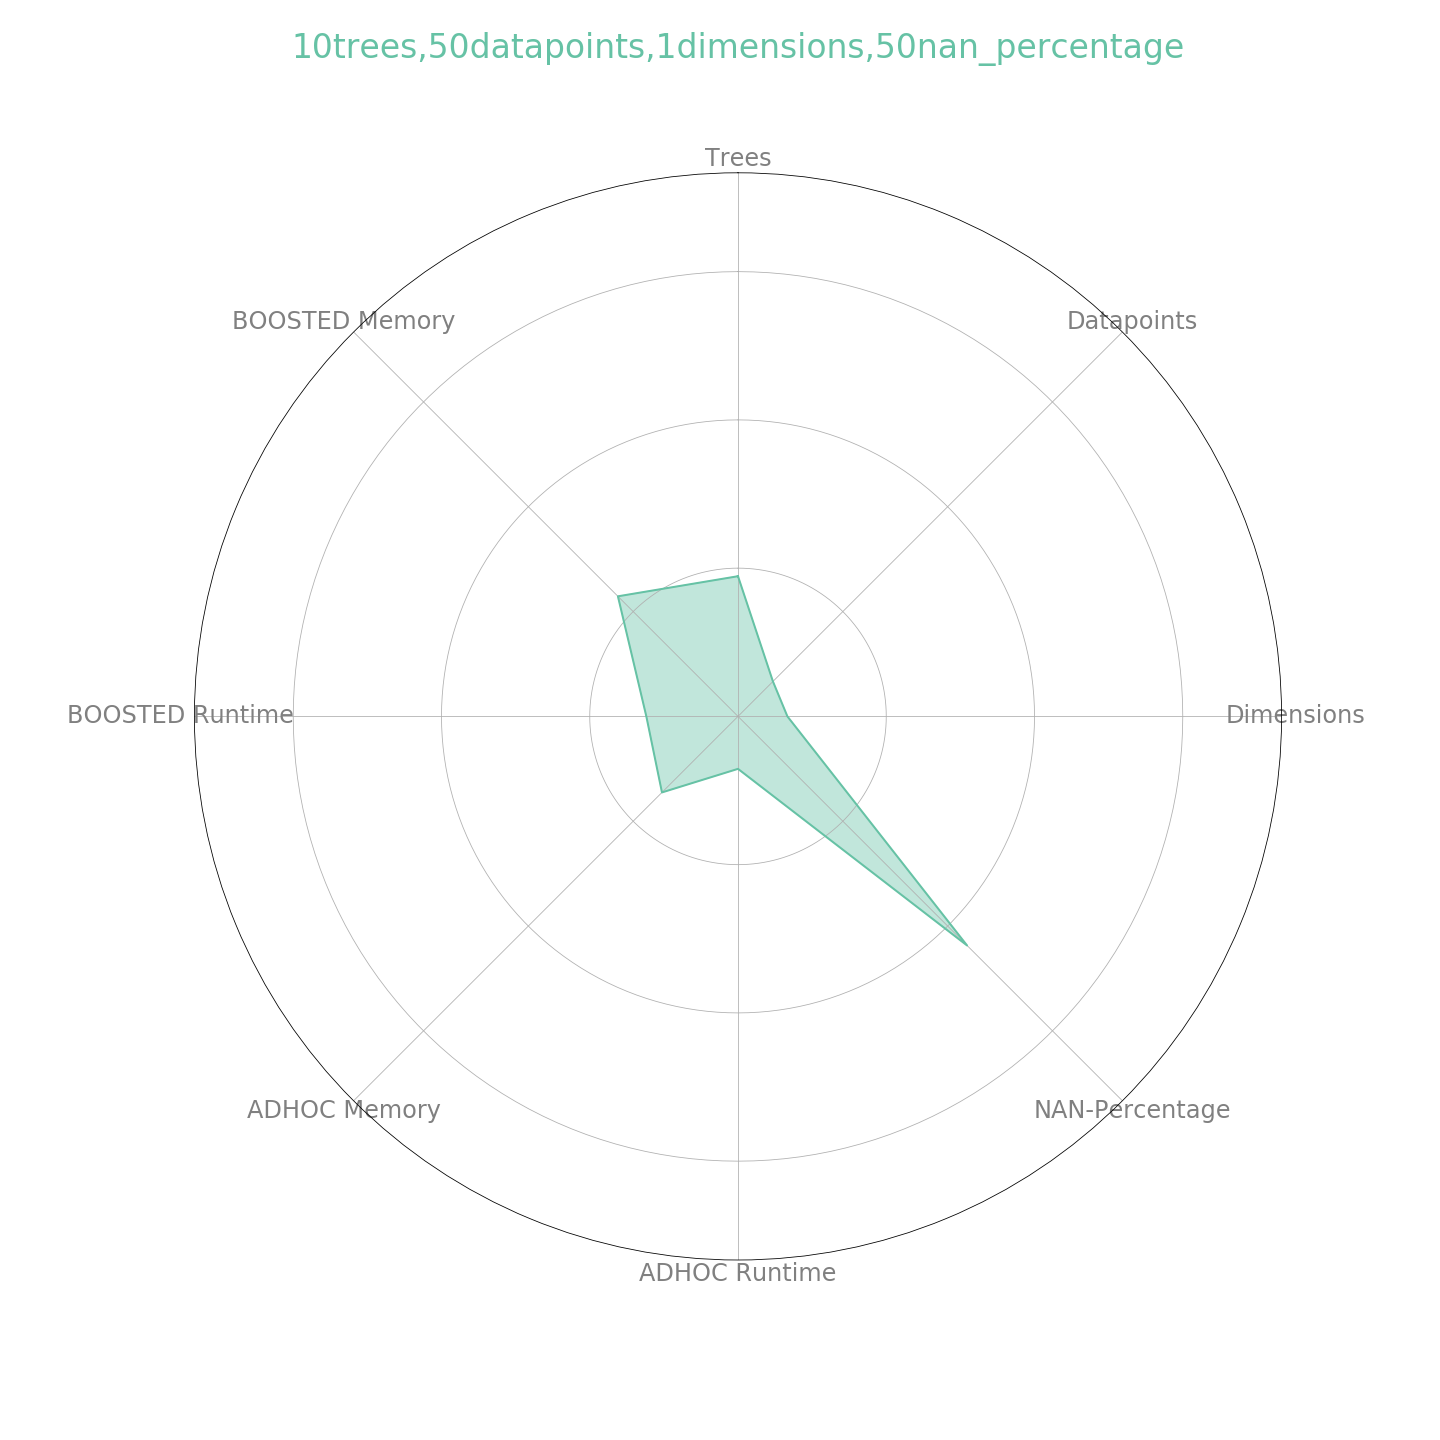 10trees,50datapoints,1dimensions,50nan_percentage
Trees
BOOSTED Memory
Datapoints
BOOSTED Runtime
Dimensions
ADHOC Memory
NAN-Percentage
ADHOC Runtime